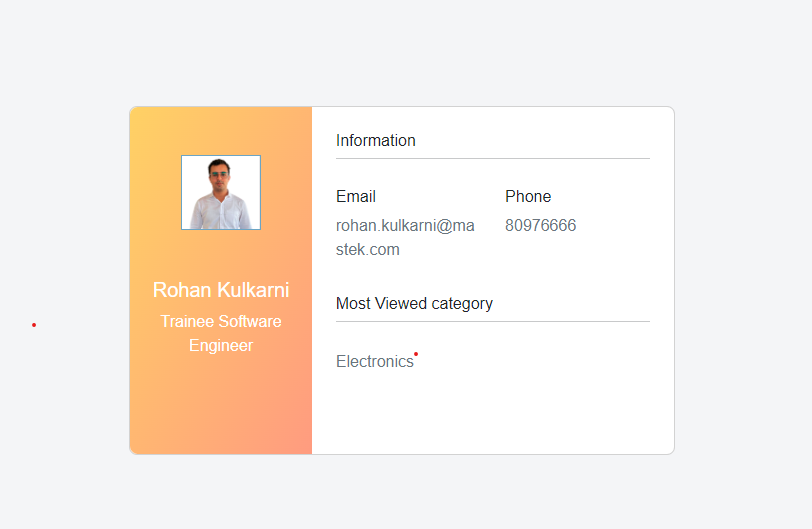 Rohan Kulkarni
Trainee Software
Engineer
Information
Email
rohan.kulkarni@ma
stek.com
Phone
80976666
Most Viewed category
Electronics